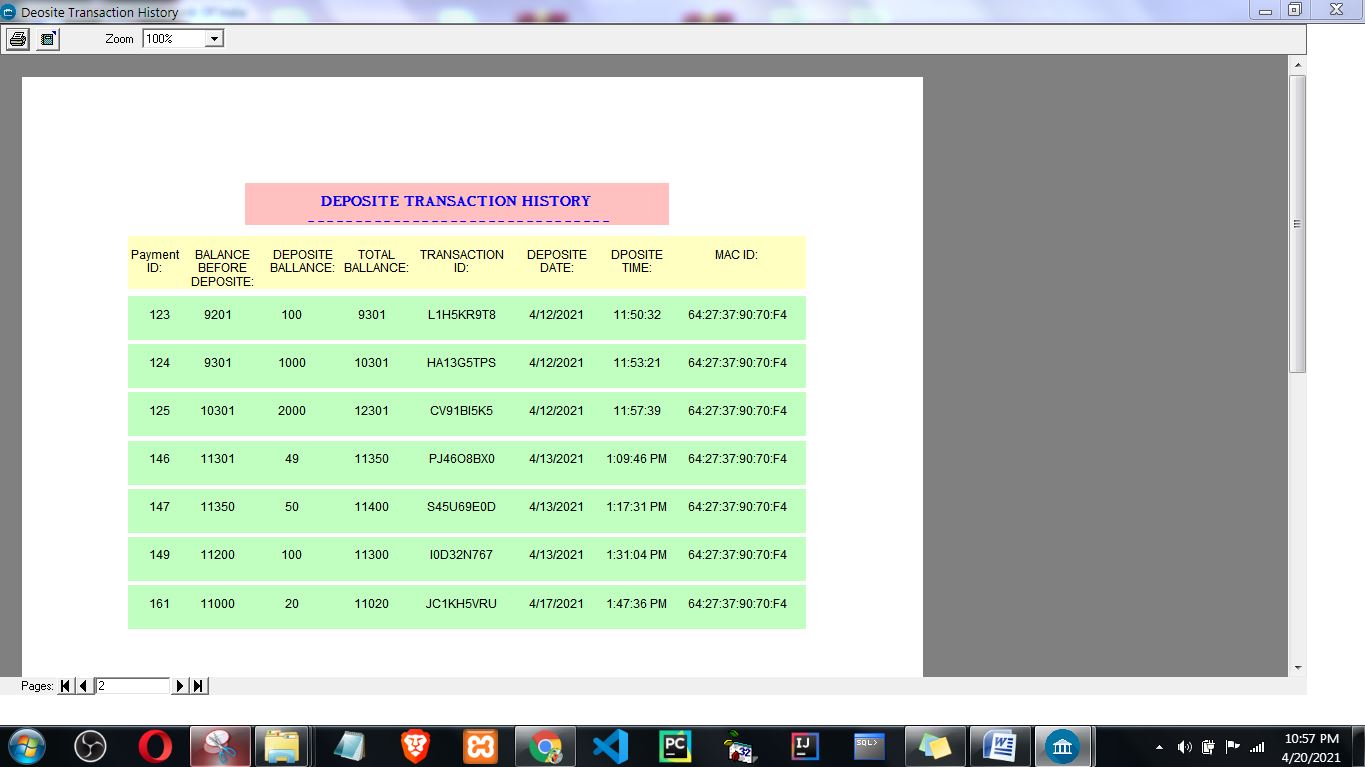 Deosite Transaction History
Zoom 100%
DEPOSITE TRANSACTION HISTORY
Payment ID: BALANCE BEFORE DEPOSITE: DEPOSITE BALLANCE: TOTAL BALLANCE: TRANSACTION ID: DEPOSITE DATE: DPOSITE TIME: MAC ID:
123 9201 100 9301 L1H5KR9T8 4/12/2021 11:50:32 64:27:37:90:70:F4
124 9301 1000 10301 HA13G5TPS 4/12/2021 11:53:21 64:27:37:90:70:F4
125 10301 2000 12301 CV91BI5K5 4/12/2021 11:57:39 64:27:37:90:70:F4
146 11301 49 11350 PJ46O8BX0 4/13/2021 1:09:46 PM 64:27:37:90:70:F4
147 11350 50 11400 S45U69E0D 4/13/2021 1:17:31 PM 64:27:37:90:70:F4
149 11200 100 11300 I0D32N767 4/13/2021 1:31:04 PM 64:27:37:90:70:F4
161 11000 20 11020 JC1KH5VRU 4/17/2021 1:47:36 PM 64:27:37:90:70:F4
Pages: 2
PC
32
IJ
SQL>
W
10:57 PM
4/20/2021